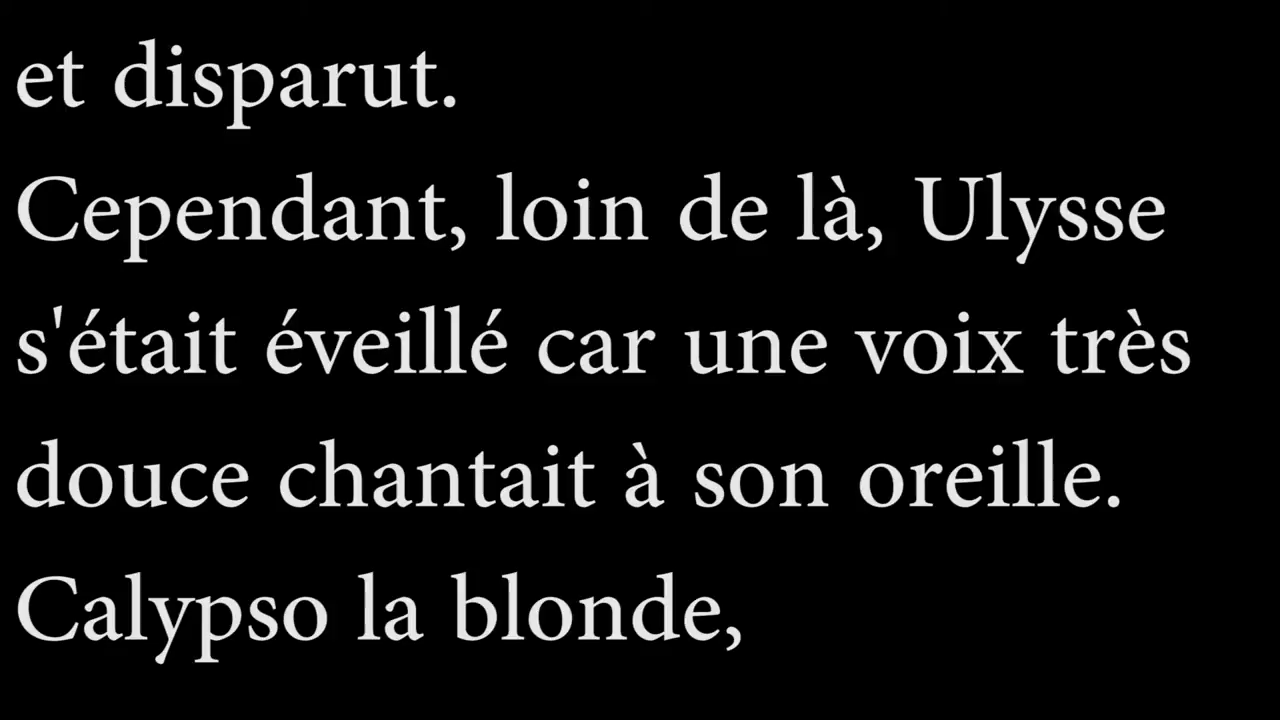 et disparut.
Cependant, loin de là, Ulysse
s'était éveillé car une voix très
douce chantait à son oreille.
Calypso la blonde,